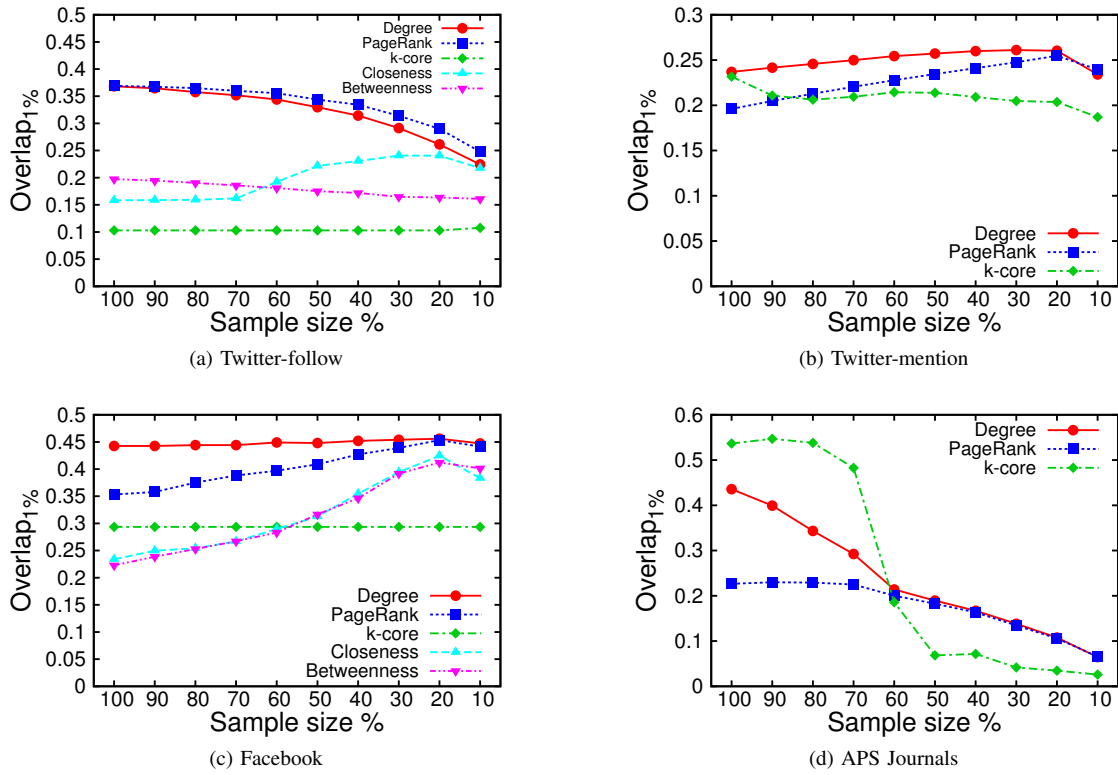 0.5
0.45
0.4
0.35
0.3
0.25
0.2
0.15
0.1
0.05
0
Overlap1%
Degree
PageRank
k-core
Closeness
Betweenness
100 90 80 70 60 50 40 30 20 10
Sample size %
(a) Twitter-follow
0.3
0.25
0.2
0.15
0.1
0.05
0
Overlap1%
Degree
PageRank
k-core
100 90 80 70 60 50 40 30 20 10
Sample size %
(b) Twitter-mention
0.5
0.45
0.4
0.35
0.3
0.25
0.2
0.15
0.1
0.05
0
Overlap1%
Degree
PageRank
k-core
Closeness
Betweenness
100 90 80 70 60 50 40 30 20 10
Sample size %
(c) Facebook
0.6
0.5
0.4
0.3
0.2
0.1
0
Overlap1%
Degree
PageRank
k-core
100 90 80 70 60 50 40 30 20 10
Sample size %
(d) APS Journals